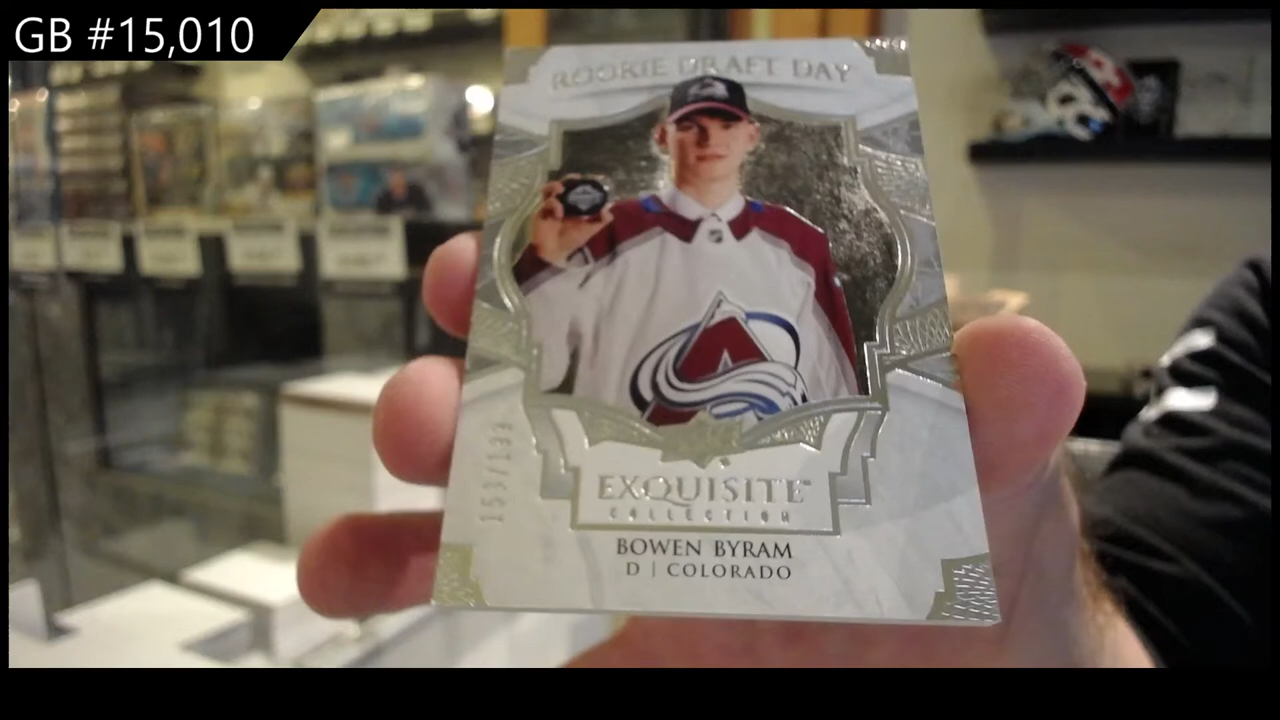 GB #15,010
ROOKIE DRAFT DAY
EXQUISITE
COLLECTION
BOWEN BYRAM
D | COLORADO